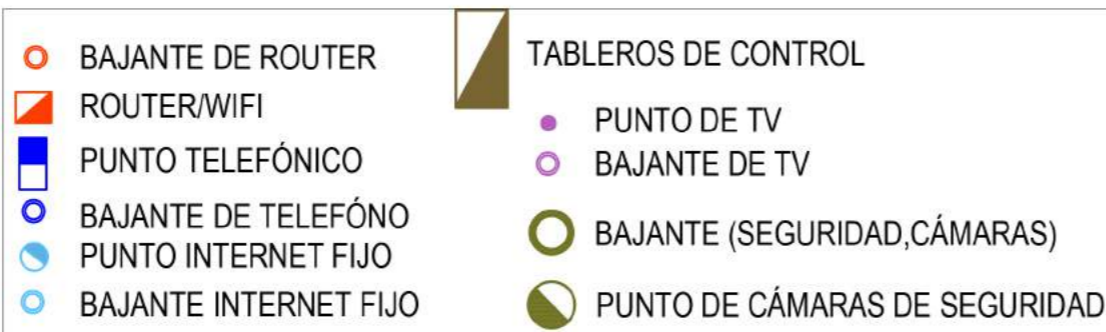 BAJANTE DE ROUTER
ROUTER/WIFI
PUNTO TELEFÓNICO
BAJANTE DE TELEFÓNO
PUNTO INTERNET FIJO
BAJANTE INTERNET FIJO
TABLEROS DE CONTROL
PUNTO DE TV
BAJANTE DE TV
BAJANTE (SEGURIDAD,CÁMARAS)
PUNTO DE CÁMARAS DE SEGURIDAD